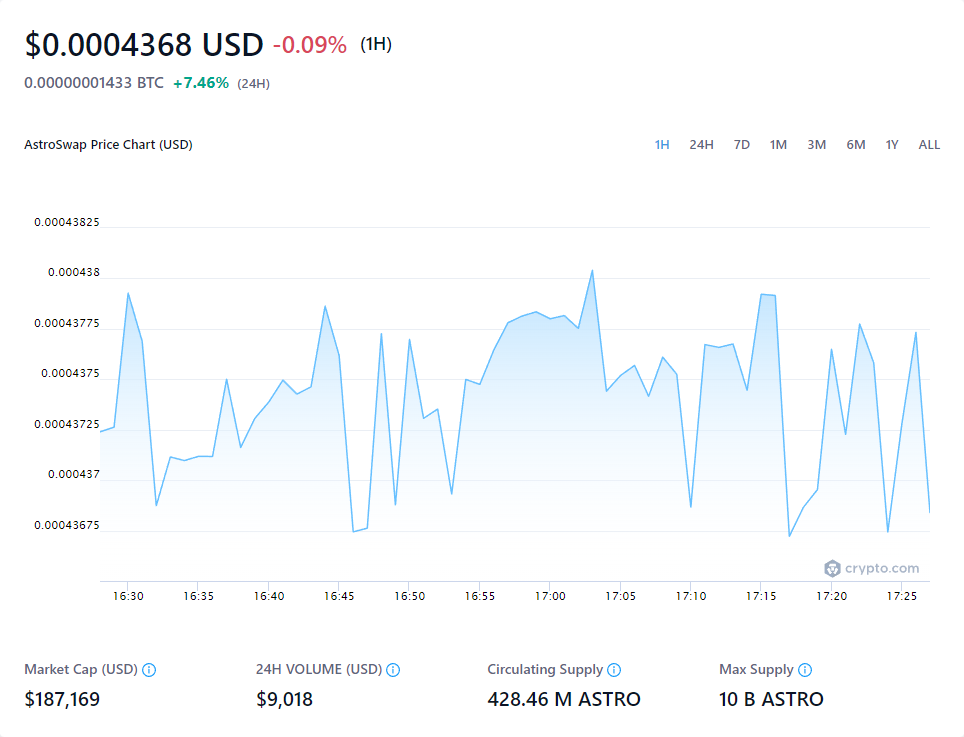 $0.0004368 USD -0.09% (1H)
0.00000001433 BTC +7.46% (24H)
AstroSwap Price Chart (USD)
1H 24H 7D 1M 3M 6M 1Y ALL
0.00043825
0.000438
0.00043775
0.0004375
0.00043725
0.000437
0.00043675
crypto.com
16:30 16:35 16:40 16:45 16:50 16:55 17:00 17:05 17:10 17:15 17:20 17:25
Market Cap (USD) 24H VOLUME (USD) Circulating Supply Max Supply
$187,169 $9,018 428.46 M ASTRO 10 B ASTRO